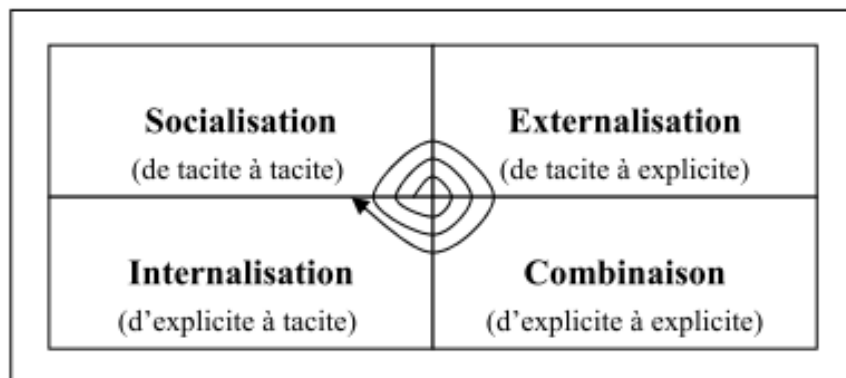 Socialisation
(de tacite à tacite)
Externalisation
(de tacite à explicite)
Internalisation
(d’explicite à tacite)
Combinaison
(d’explicite à explicite)